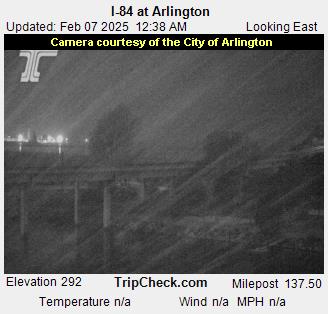 I-84 at Arlington
Updated: Feb 07 2025 12:38 AM Looking East
Camera courtesy of the City of Arlington
Elevation 292 TripCheck.com Milepost 137.50
Temperature n/a Wind n/a MPH n/a